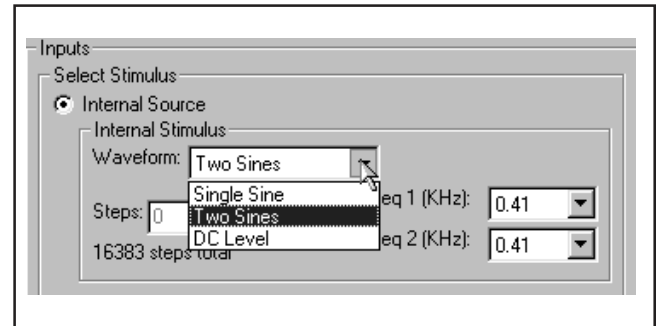 Inputs
Select Stimulus
Internal Source
Internal Stimulus
Waveform: Two Sines
Single Sine
Steps: 0 Two Sines eq 1 (KHz): 0.41
DC Level
16383 steps total eq 2 (KHz): 0.41